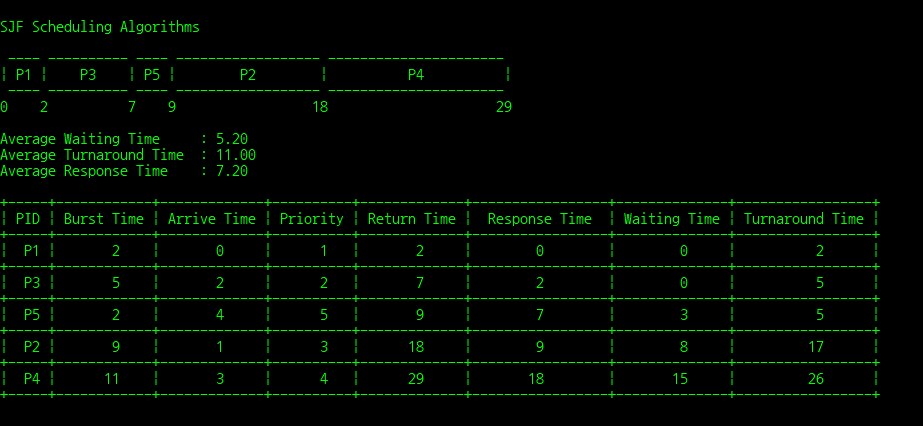 SJF Scheduling Algorithms
 ---- ---------- ---- ------------------ ----------------------
¦ P1 ¦    P3    ¦ P5 ¦        P2        ¦          P4          ¦
 ---- ---------- ---- ------------------ ----------------------
0    2          7    9                 18                     29
Average Waiting Time     : 5.20
Average Turnaround Time  : 11.00
Average Response Time    : 7.20
+-----+------------+-------------+----------+-------------+-----------------+--------------+-----------------+
¦ PID ¦ Burst Time ¦ Arrive Time ¦ Priority ¦ Return Time ¦  Response Time  ¦ Waiting Time ¦ Turnaround Time ¦
+-----+------------+-------------+----------+-------------+-----------------+--------------+-----------------+
¦  P1 ¦       2    ¦       0     ¦     1    ¦       2     ¦        0        ¦       0      ¦         2       ¦
+-----+------------+-------------+----------+-------------+-----------------+--------------+-----------------+
¦  P3 ¦       5    ¦       2     ¦     2    ¦       7     ¦        2        ¦       0      ¦         5       ¦
+-----+------------+-------------+----------+-------------+-----------------+--------------+-----------------+
¦  P5 ¦       2    ¦       4     ¦     5    ¦       9     ¦        7        ¦       3      ¦         5       ¦
+-----+------------+-------------+----------+-------------+-----------------+--------------+-----------------+
¦  P2 ¦       9    ¦       1     ¦     3    ¦      18     ¦        9        ¦       8      ¦        17       ¦
+-----+------------+-------------+----------+-------------+-----------------+--------------+-----------------+
¦  P4 ¦      11    ¦       3     ¦     4    ¦      29     ¦       18        ¦      15      ¦        26       ¦
+-----+------------+-------------+----------+-------------+-----------------+--------------+-----------------+